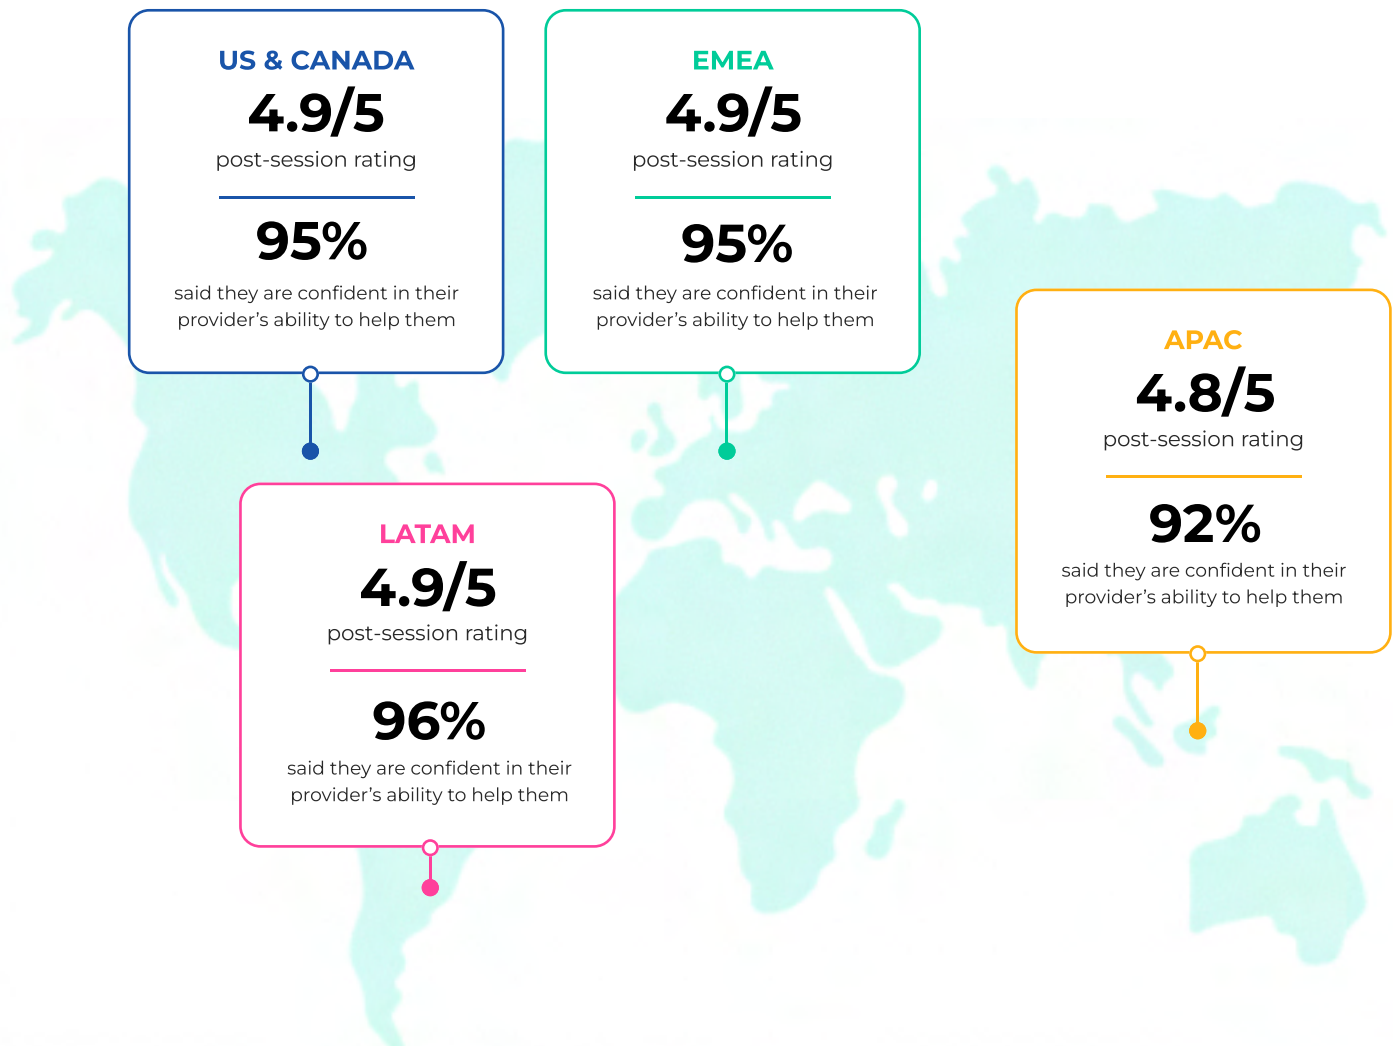 US & CANADA
4.9/5
post-session rating
95%
said they are confident in their
provider’s ability to help them
EMEA
4.9/5
post-session rating
95%
said they are confident in their
provider’s ability to help them
APAC
4.8/5
post-session rating
92%
said they are confident in their
provider’s ability to help them
LATAM
4.9/5
post-session rating
96%
said they are confident in their
provider’s ability to help them